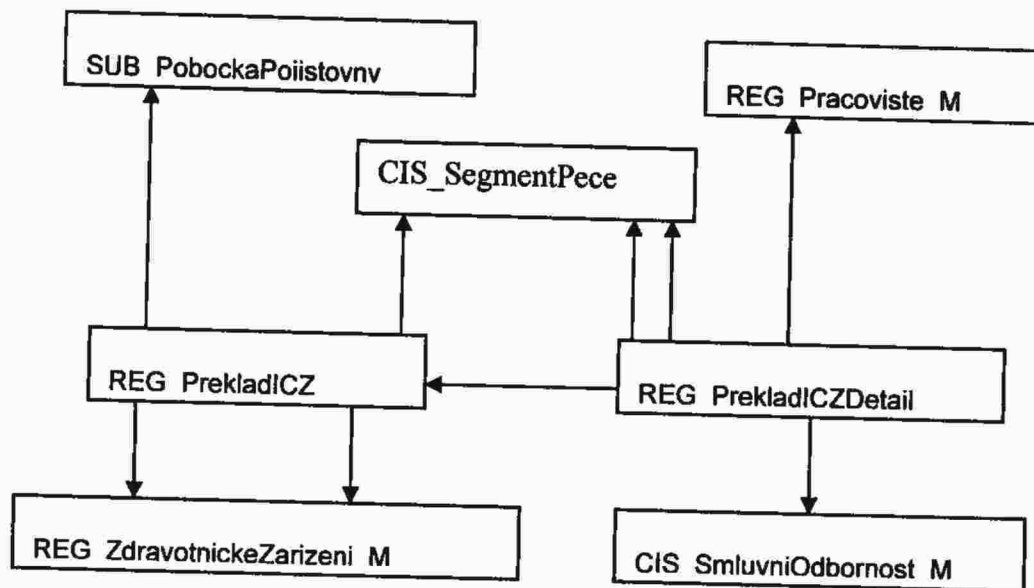 SUB PobockaPoiistovnv
REG Pracoviste M
CIS_SegmentPece
REG PrekladICZ
REG PrekladICZDetail
REG ZdravotnickeZarizeni M
CIS SmluvniOdbornost M